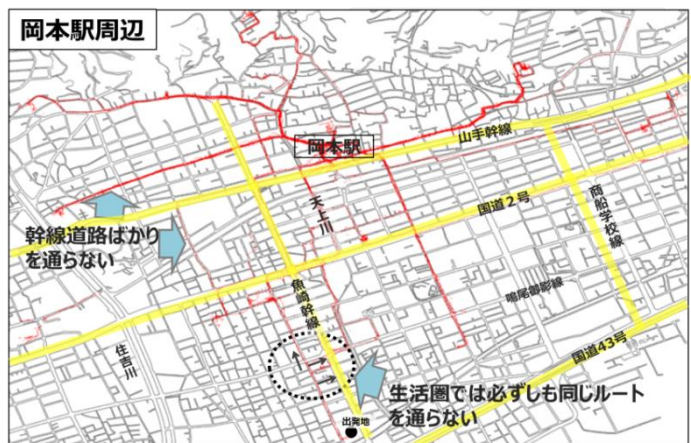 岡本駅周辺
岡本駅
山手幹線
天上川
国道2号
商船学校線
幹線道路ばかり
を通らない
魚崎幹線
鳴尾御影線
住吉川
国道43号
生活圏では必ずしも同じルート
を通らない
出発地